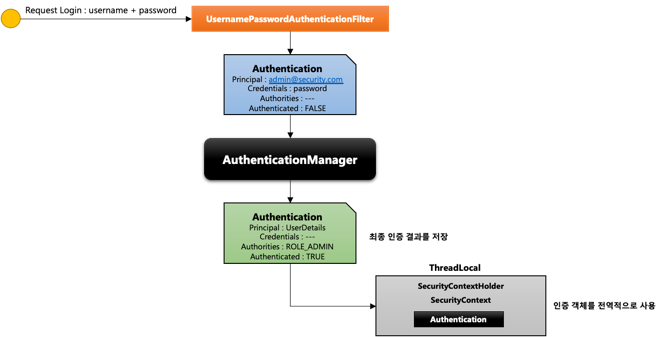 Request Login : username + password
UsernamePasswordAuthenticationFilter
Authentication
Principal : admin@security.com
Credentials : password
Authorities : ---
Authenticated : FALSE
AuthenticationManager
Authentication
Principal : UserDetails
Credentials : ---
Authorities : ROLE_ADMIN
Authenticated : TRUE
최종 인증 결과를 저장
ThreadLocal
SecurityContextHolder
SecurityContext
Authentication
인증 객체를 전역적으로 사용